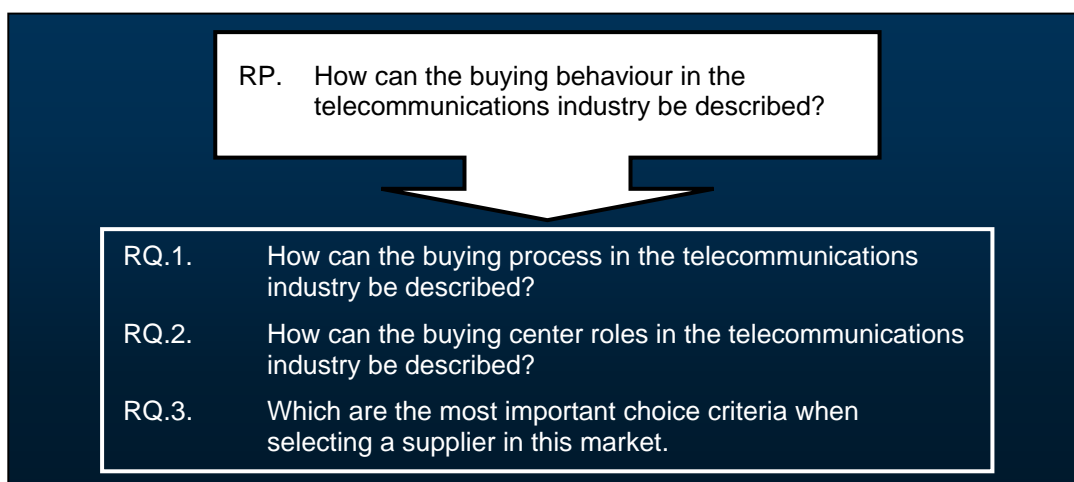 RP. How can the buying behaviour in the
telecommunications industry be described?
RQ.1. How can the buying process in the telecommunications
industry be described?
RQ.2. How can the buying center roles in the telecommunications
industry be described?
RQ.3. Which are the most important choice criteria when
selecting a supplier in this market.